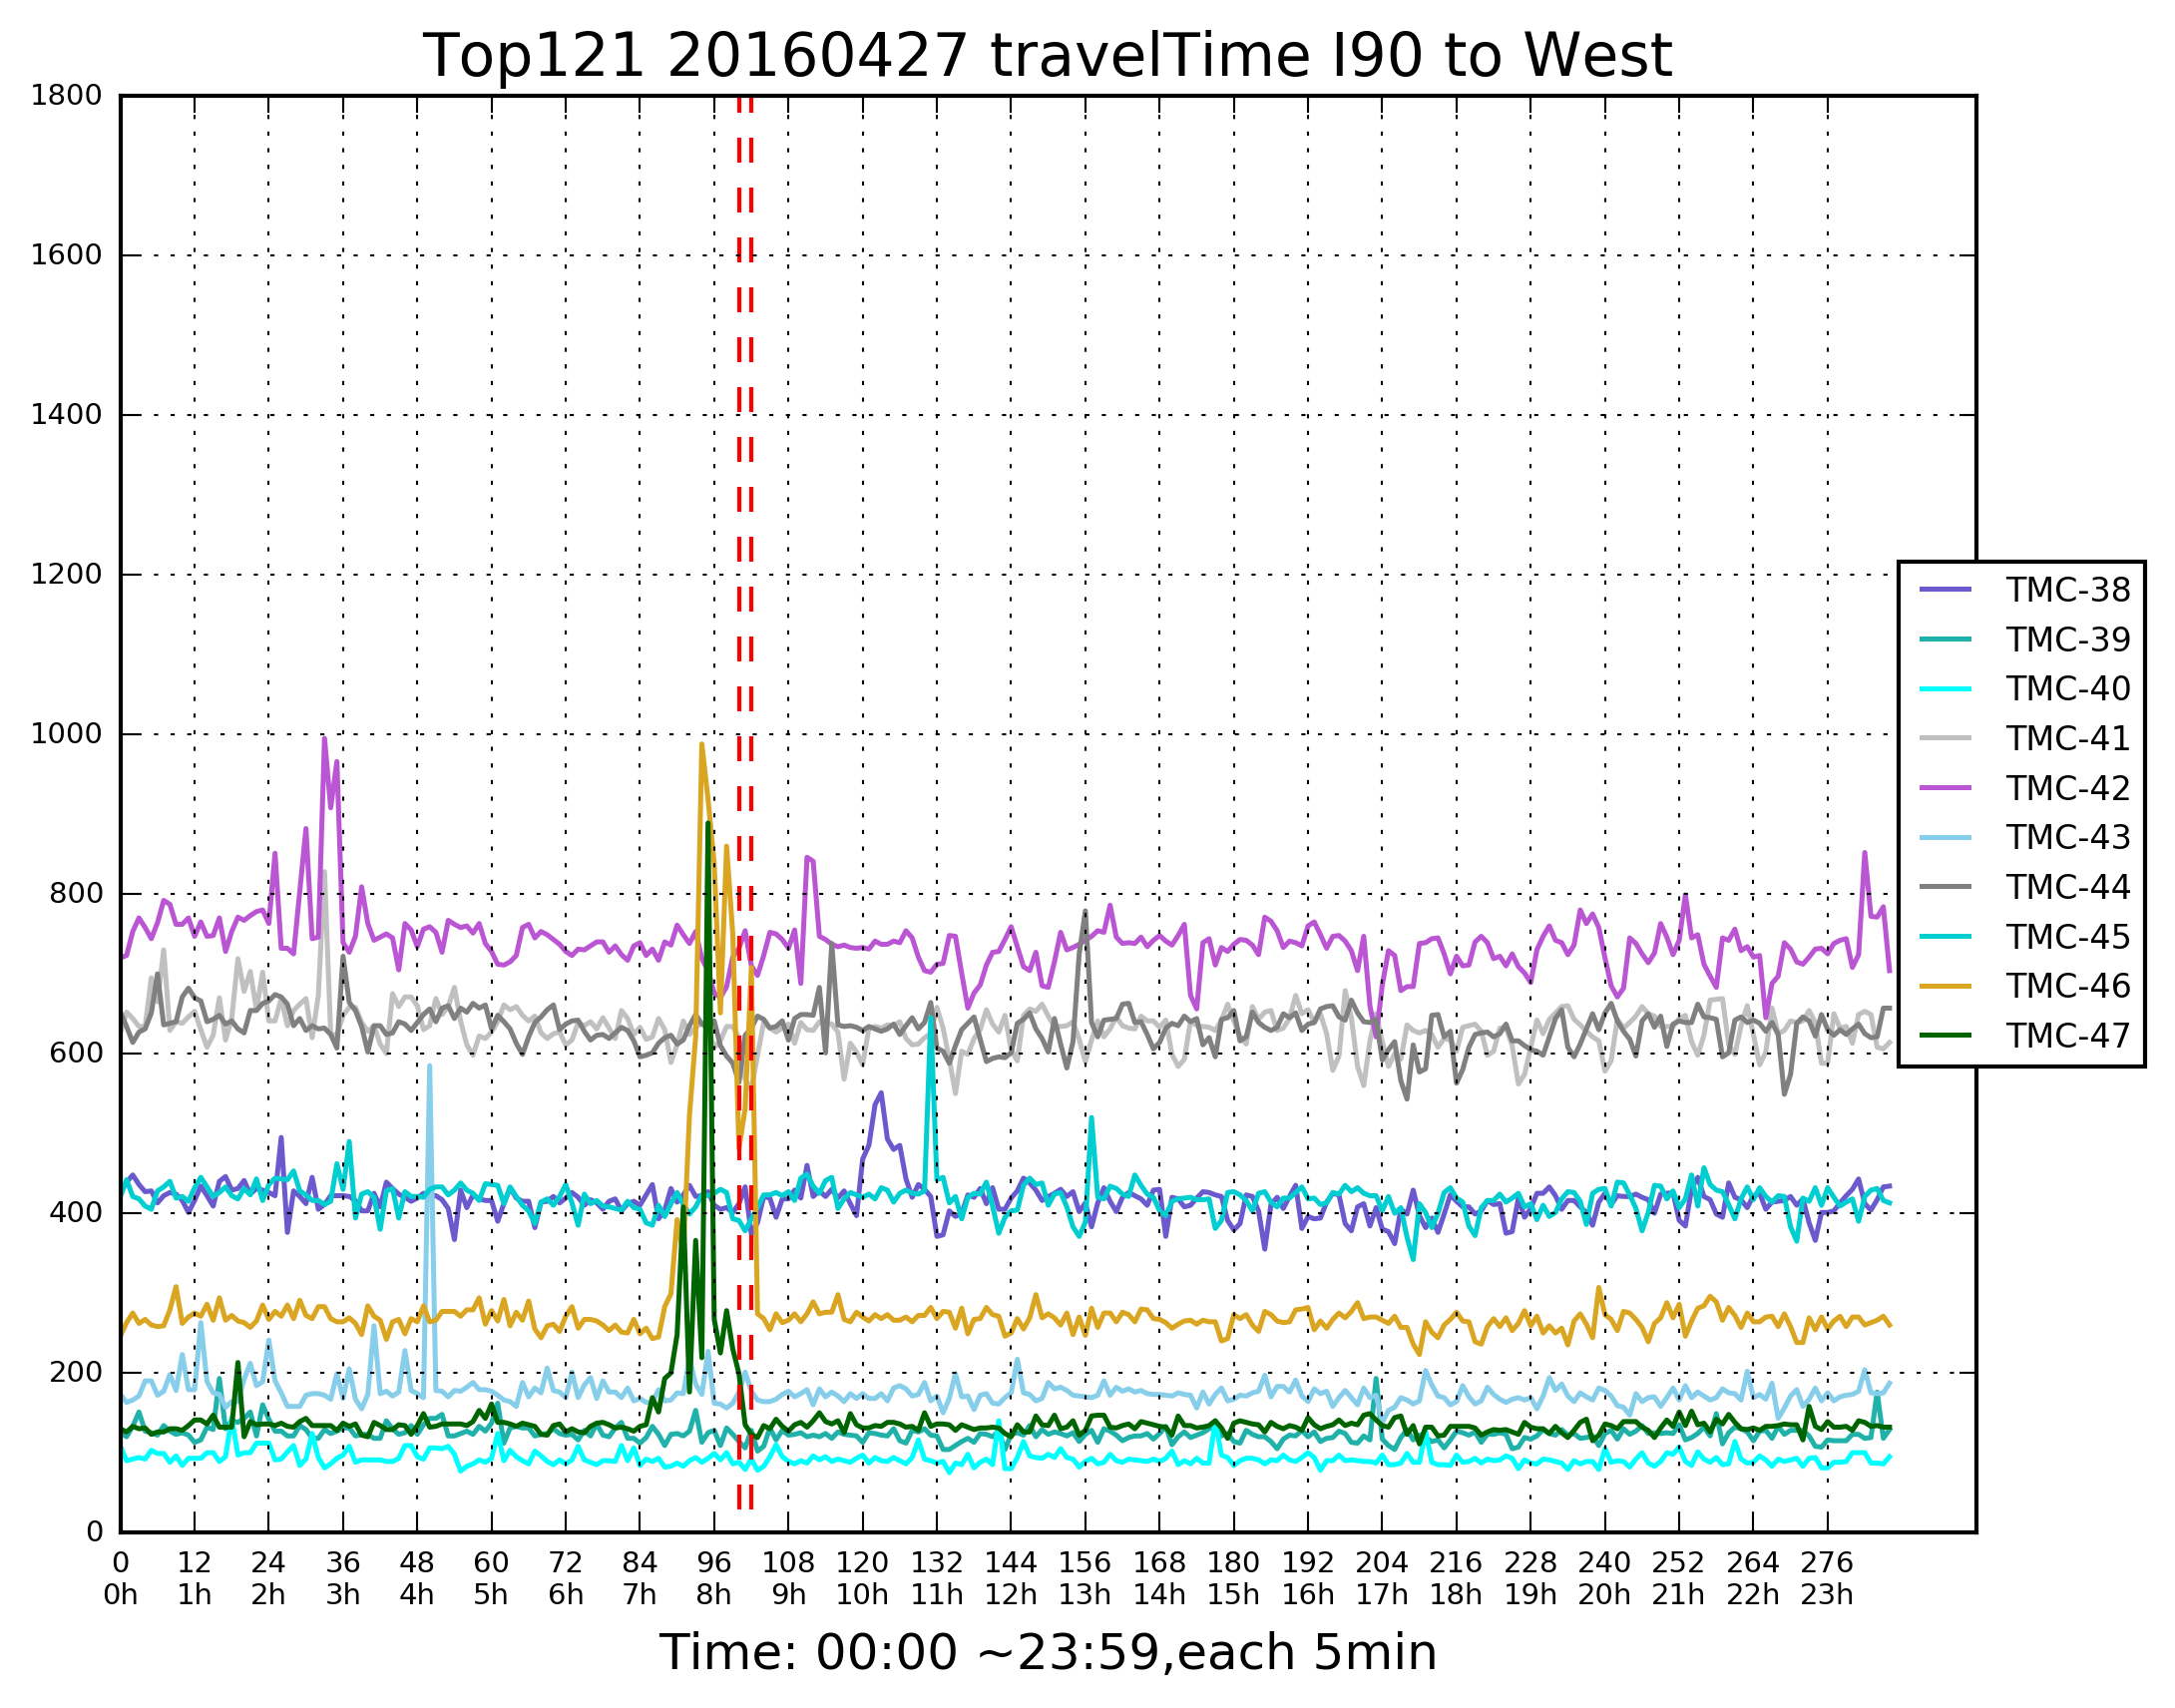 Top121 20160427 travelTime I90 to West
1800
1600
1400
1200
1000
800
600
400
200
0
TMC-38
TMC-39
TMC-40
TMC-41
TMC-42
TMC-43
TMC-44
TMC-45
TMC-46
TMC-47
0 12 24 36 48 60 72 84 96 108 120 132 144 156 168 180 192 204 216 228 240 252 264 276
0h 1h 2h 3h 4h 5h 6h 7h 8h 9h 10h 11h 12h 13h 14h 15h 16h 17h 18h 19h 20h 21h 22h 23h
Time: 00:00 ~23:59,each 5min